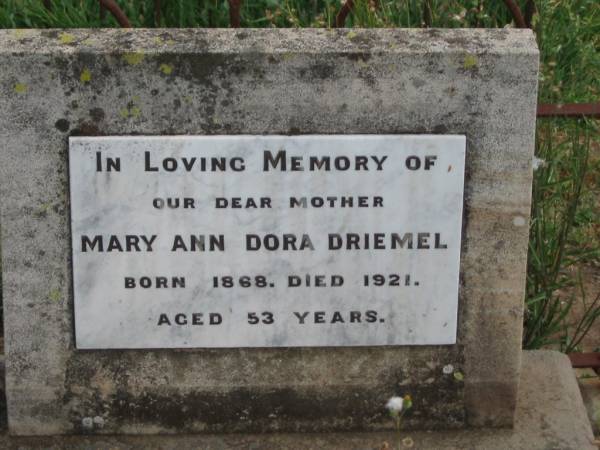 IN LOVING MEMORY OF
OUR DEAR MOTHER
MARY ANN DORA DRIEMEL
BORN 1868. DIED 1921.
AGED 53 YEARS.